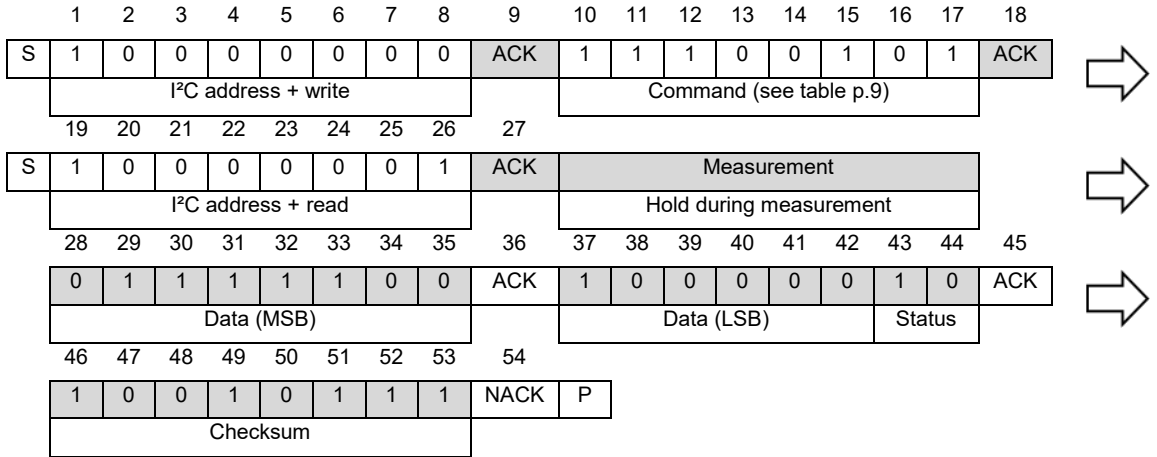 1 2 3 4 5 6 7 8 9 10 11 12 13 14 15 16 17 18
S 1 0 0 0 0 0 0 0 ACK 1 1 1 0 0 1 0 1 ACK
I²C address + write Command (see table p.9)
19 20 21 22 23 24 25 26 27
S 1 0 0 0 0 0 0 1 ACK Measurement
I²C address + read Hold during measurement
28 29 30 31 32 33 34 35 36 37 38 39 40 41 42 43 44 45
0 1 1 1 1 1 0 0 ACK 1 0 0 0 0 0 1 0 ACK
Data (MSB) Data (LSB) Status
46 47 48 49 50 51 52 53 54
1 0 0 1 0 1 1 1 NACK P
Checksum